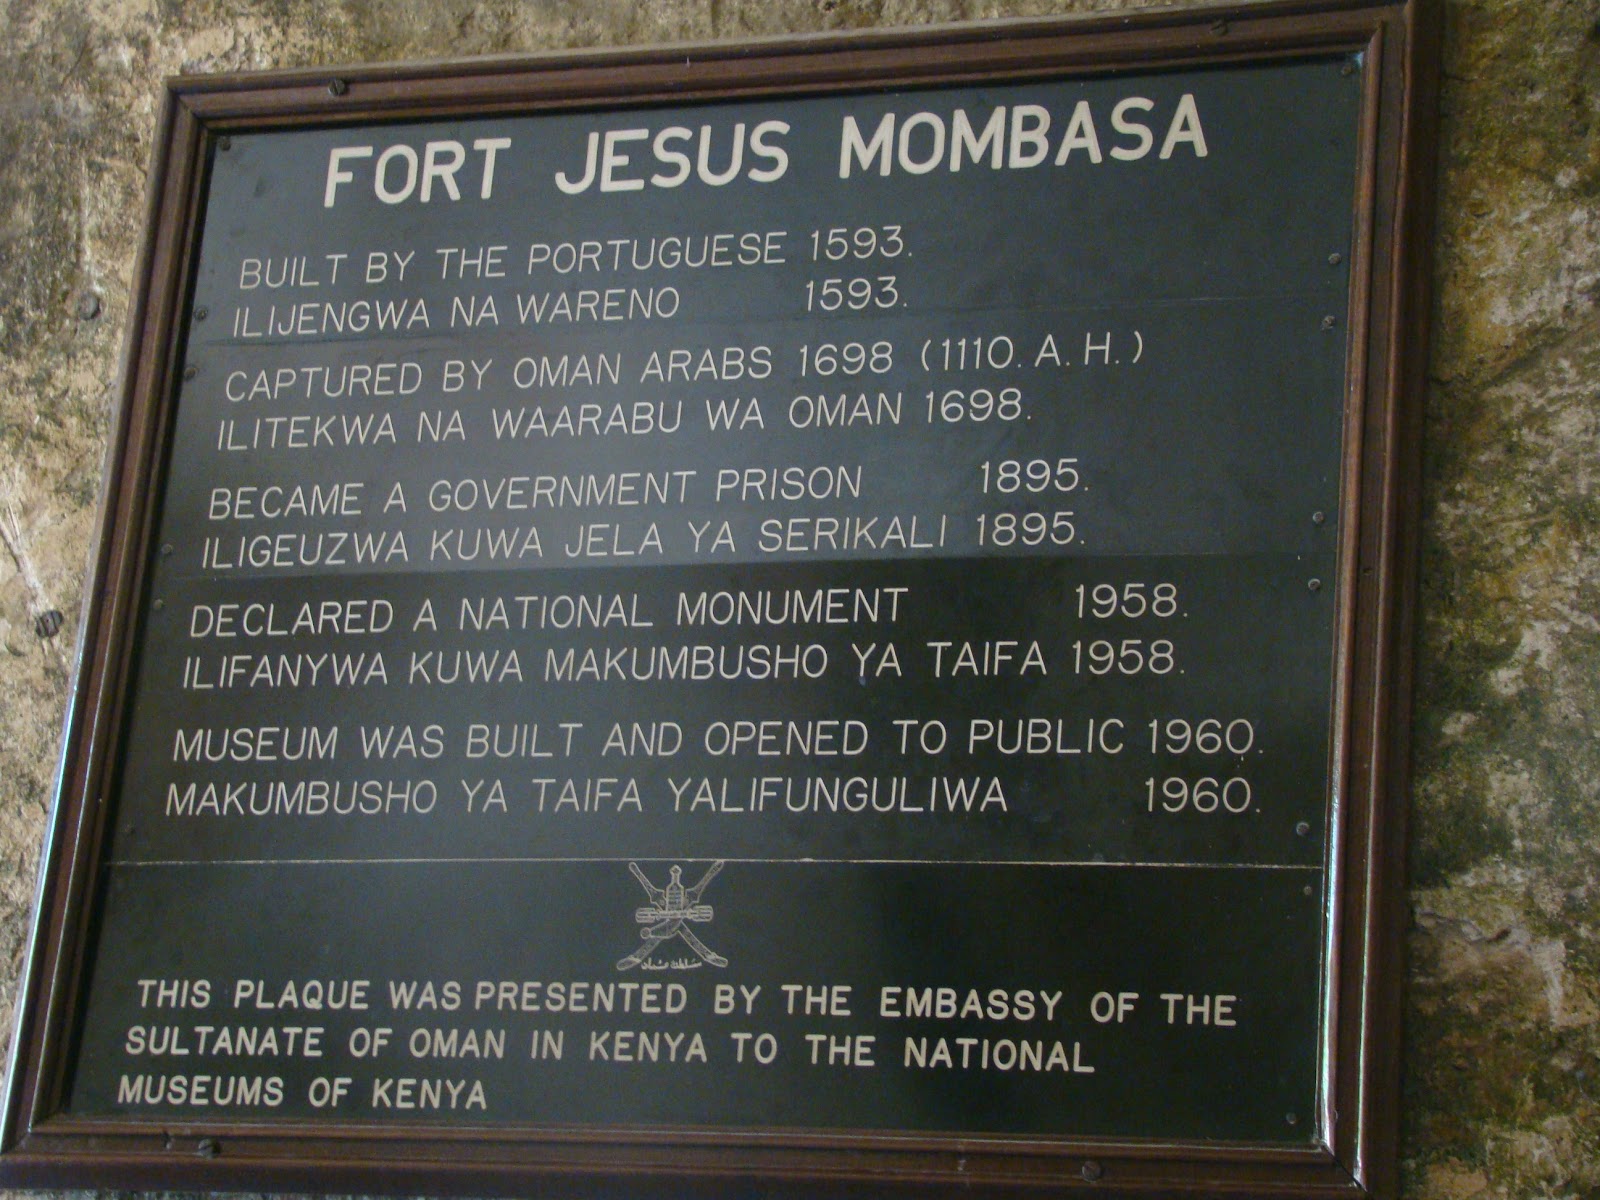 FORT JESUS MOMBASA
BUILT BY THE PORTUGUESE 1593.
ILIJENGWA NA WARENO 1593.
CAPTURED BY OMAN ARABS 1698 (1110. A. H.)
ILITEKWA NA WAARABU WA OMAN 1698.
BECAME A GOVERNMENT PRISON 1895.
ILIGEUZWA KUWA JELA YA SERIKALI 1895.
DECLARED A NATIONAL MONUMENT 1958.
ILIFANYWA KUWA MAKUMBUSHO YA TAIFA 1958.
MUSEUM WAS BUILT AND OPENED TO PUBLIC 1960.
MAKUMBUSHO YA TAIFA YALIFUNGULIWA 1960.
THIS PLAQUE WAS PRESENTED BY THE EMBASSY OF THE
SULTANATE OF OMAN IN KENYA TO THE NATIONAL
MUSEUMS OF KENYA